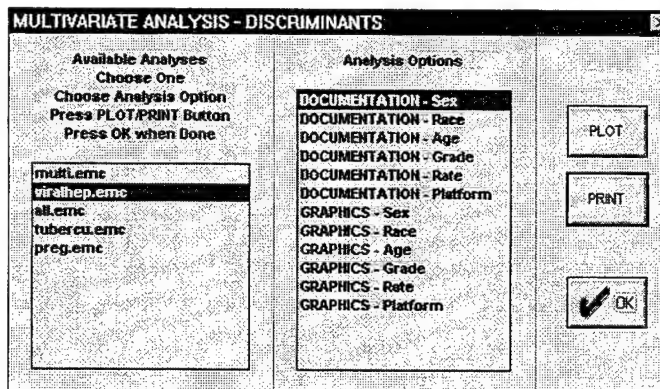 MULTIVARIATE ANALYSIS - DISCRIMINANTS
Available Analyses
Choose One
Choose Analysis Option
Press PLOT/PRINT Button
Press OK when Done
multi.emc
viralhep.emc
all.emc
tubercu.emc
preg.emc
Analysis Options
DOCUMENTATION - Sex
DOCUMENTATION - Race
DOCUMENTATION - Age
DOCUMENTATION - Grade
DOCUMENTATION - Rate
DOCUMENTATION - Platform
GRAPHICS - Sex
GRAPHICS - Race
GRAPHICS - Age
GRAPHICS - Grade
GRAPHICS - Rate
GRAPHICS - Platform
PLOT
PRINT
OK